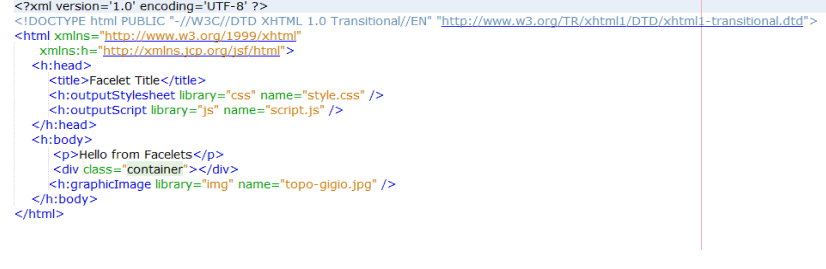 <?xml version='1.0' encoding='UTF-8' ?>
<!DOCTYPE html PUBLIC "-//W3C//DTD XHTML 1.0 Transitional//EN" "http://www.w3.org/TR/xhtml1/DTD/xhtml1-transitional.dtd">
<html xmlns="http://www.w3.org/1999/xhtml"
xmlns:h="http://xmlns.jcp.org/jsf/html">
<h:head>
<title>Facelet Title</title>
<h:outputStylesheet library="css" name="style.css" />
<h:outputScript library="js" name="script.js" />
</h:head>
<h:body>
<p>Hello from Facelets</p>
<div class="container"></div>
<h:graphicImage library="img" name="topo-gigio.jpg" />
</h:body>
</html>